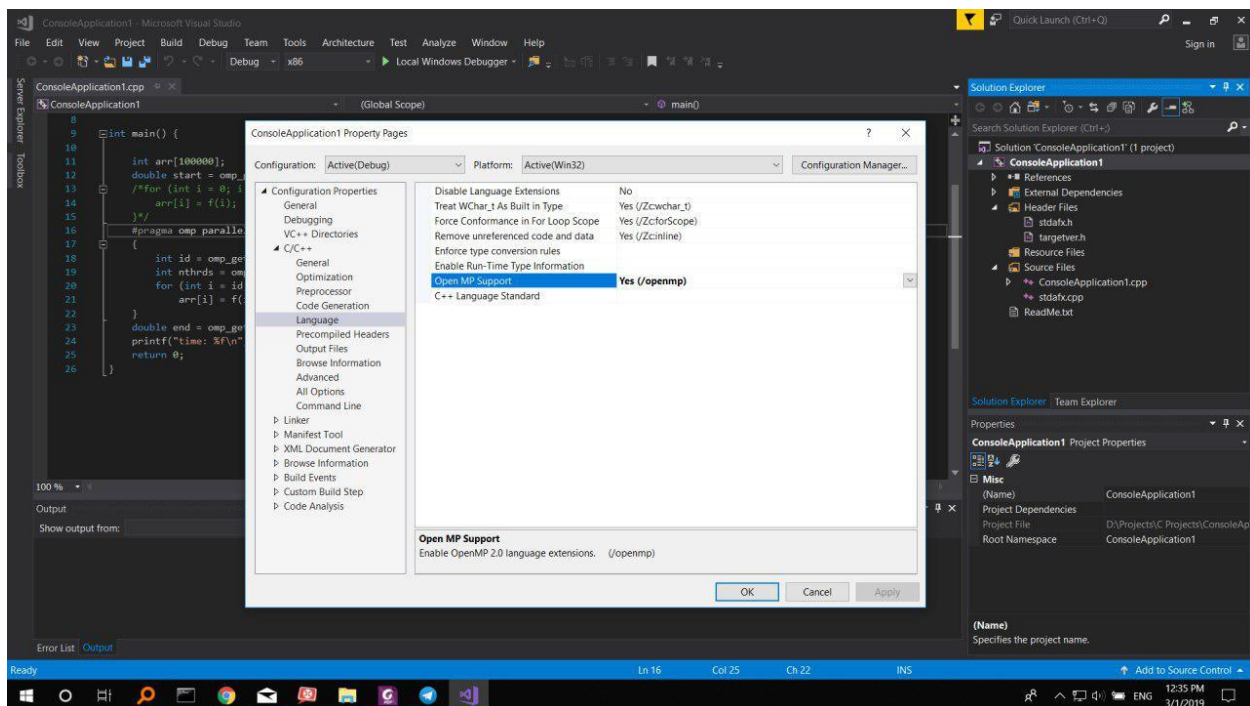 ConsoleApplication1 - Microsoft Visual Studio
Quick Launch (Ctrl+Q)
File Edit View Project Build Debug Team Tools Architecture Test Analyze Window Help
Sign in
Debug x86 Local Windows Debugger
Server Explorer
Toolbox
ConsoleApplication1.cpp
ConsoleApplication1 (Global Scope) main()
8
9 int main() {
10
11 int arr[100000];
12 double start = omp_
13 /*for (int i = 0; i
14 arr[i] = f(i);
15 }*/
16 #pragma omp paralle
17 {
18 int id = omp_ge
19 int nthrds = om
20 for (int i = id
21 arr[i] = f(
22 }
23 double end = omp_ge
24 printf("time: %f\n"
25 return 0;
26 }
100 %
Output
Show output from:
Error List Output
ConsoleApplication1 Property Pages ? ×
Configuration: Active(Debug) Platform: Active(Win32) Configuration Manager...
Configuration Properties
General
Debugging
VC++ Directories
C/C++
General
Optimization
Preprocessor
Code Generation
Language
Precompiled Headers
Output Files
Browse Information
Advanced
All Options
Command Line
Linker
Manifest Tool
XML Document Generator
Browse Information
Build Events
Custom Build Step
Code Analysis
Disable Language Extensions No
Treat WChar_t As Built in Type Yes (/Zc:wchar_t)
Force Conformance in For Loop Scope Yes (/Zc:forScope)
Remove unreferenced code and data Yes (/Zc:inline)
Enforce type conversion rules
Enable Run-Time Type Information
Open MP Support Yes (/openmp)
C++ Language Standard
Open MP Support
Enable OpenMP 2.0 language extensions. (/openmp)
OK Cancel Apply
Solution Explorer
Search Solution Explorer (Ctrl+;)
Solution 'ConsoleApplication1' (1 project)
ConsoleApplication1
References
External Dependencies
Header Files
stdafx.h
targetver.h
Resource Files
Source Files
ConsoleApplication1.cpp
stdafx.cpp
ReadMe.txt
Solution Explorer Team Explorer
Properties
ConsoleApplication1 Project Properties
Misc
(Name) ConsoleApplication1
Project Dependencies
Project File D:\Projects\C Projects\ConsoleAp
Root Namespace ConsoleApplication1
(Name)
Specifies the project name.
Ready Ln 16 Col 25 Ch 22 INS Add to Source Control
ENG 12:35 PM
3/1/2019